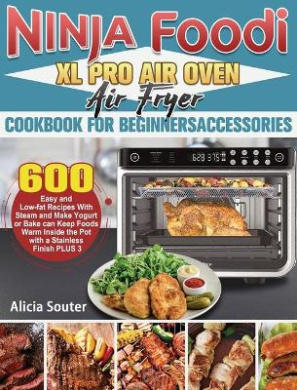 NINJA FOODI
XL PRO AIR OVEN
Air Fryer
COOKBOOK FOR BEGINNERSACCESSORIES
600
Easy and
Low-fat Recipes With
Steam and Make Yogurt
or Bake can Keep Foods
Warm Inside the Pot
with a Stainless
Finish PLUS 3
Alicia Souter